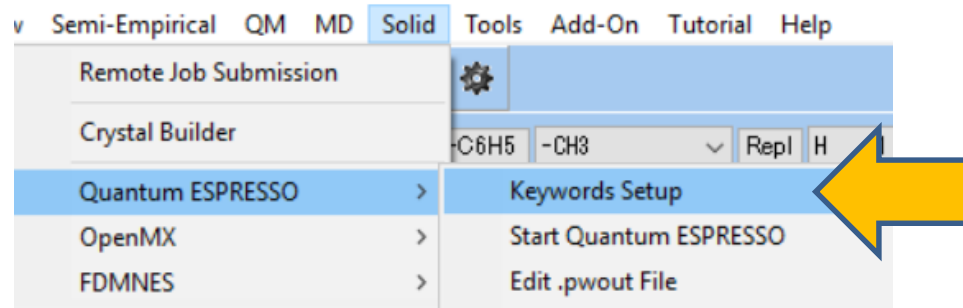 Semi-Empirical QM MD Solid Tools Add-On Tutorial Help
Remote Job Submission
Crystal Builder
-C6H5 -CH3 Repl H
Quantum ESPRESSO > Keywords Setup
OpenMX > Start Quantum ESPRESSO
FDMNES > Edit .pwout File